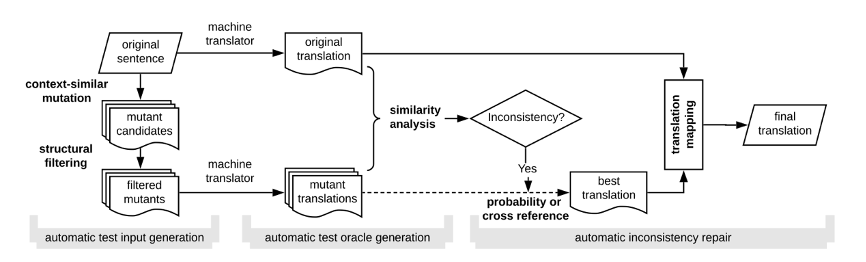 original
sentence
machine
translator
original
translation
context-similar
mutation
mutant
candidates
structural
filtering
filtered
mutants
machine
translator
mutant
translations
similarity
analysis
Inconsistency?
Yes
probability or
cross reference
best
translation
translation
mapping
final
translation
automatic test input generation
automatic test oracle generation
automatic inconsistency repair